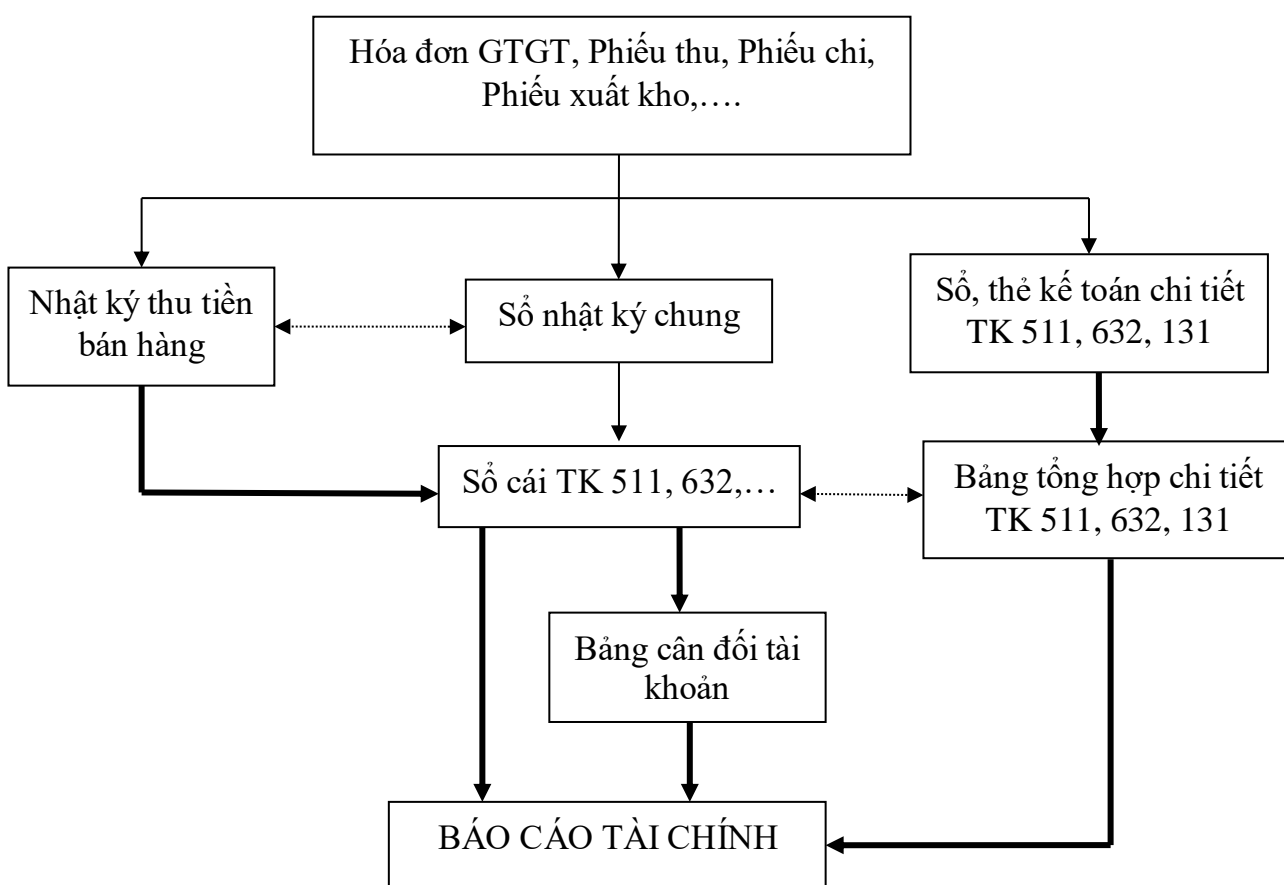 Hóa đơn GTGT, Phiếu thu, Phiếu chi,
Phiếu xuất kho,….
Nhật ký thu tiền
bán hàng
Sổ nhật ký chung
Sổ, thẻ kế toán chi tiết
TK 511, 632, 131
Sổ cái TK 511, 632,…
Bảng tổng hợp chi tiết
TK 511, 632, 131
Bảng cân đối tài
khoản
BÁO CÁO TÀI CHÍNH